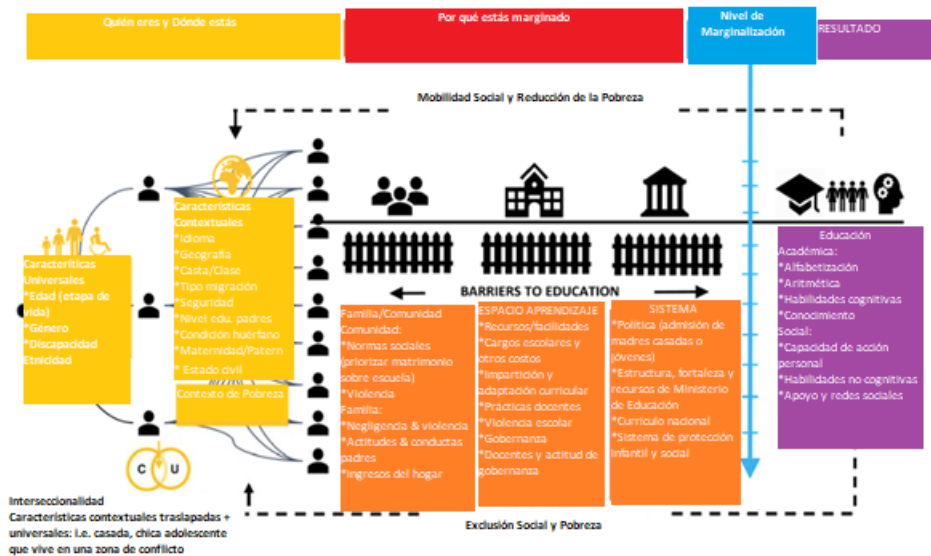 Quién eres y Dónde estás
Por qué estás marginado
Nivel de
Marginalización
RESULTADO
Mobilidad Social y Reducción de la Pobreza
Caracteríticas
Universales
*Edad (etapa de
vida)
*Género
*Discapacidad
Etnicidad
Características
Contextuales
*Idioma
*Geografía
*Casta/Clase
*Tipo migración
*Seguridad
*Nivel edu. padres
*Condición huérfano
*Maternidad/Patern
* Estado civil
Contexto de Pobreza
C U
Interseccionalidad
Características contextuales traslapadas +
universales: i.e. casada, chica adolescente
que vive en una zona de conflicto
BARRIERS TO EDUCATION
Familia/Comunidad
Comunidad:
*Normas sociales
(priorizar matrimonio
sobre escuela)
*Violencia
Familia:
*Negligencia & violencia
*Actitudes & conductas
padres
*Ingresos del hogar
ESPACIO APRENDIZAJE
*Recursos/facilidades
*Cargos escolares y
otros costos
*Impartición y
adaptación curricular
*Prácticas docentes
*Violencia escolar
*Gobernanza
*Docentes y actitud de
gobernanza
SISTEMA
*Política (admisión de
madres casadas o
jóvenes)
*Estructura, fortaleza y
recursos de Ministerio
de Educación
*Currículo nacional
*Sistema de protección
infantil y social
Educación
Académica:
*Alfabetización
*Aritmética
*Habilidades cognitivas
*Conocimiento
Social:
*Capacidad de acción
personal
*Habilidades no cognitivas
*Apoyo y redes sociales
Exclusión Social y Pobreza